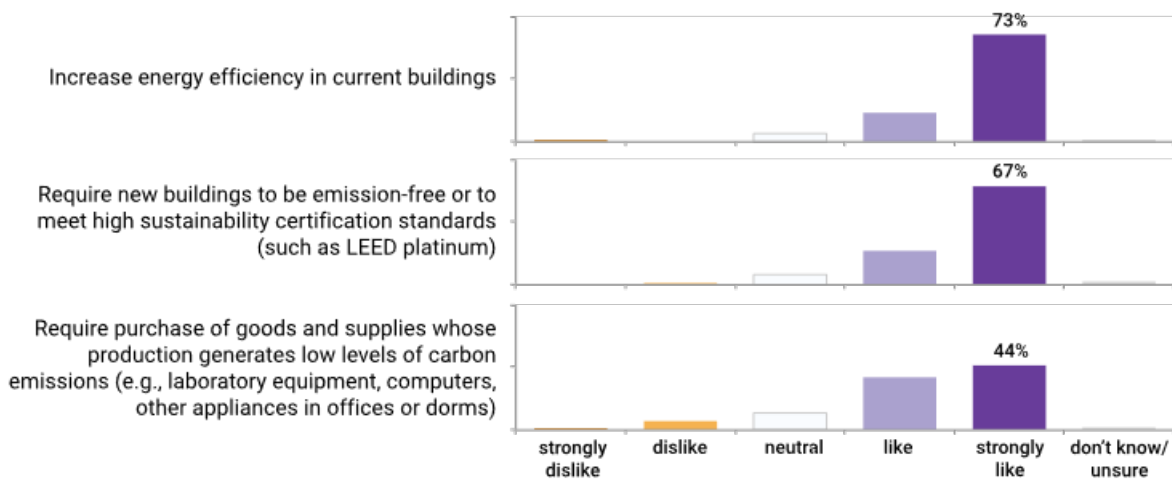 73%
Increase energy efficiency in current buildings
67%
Require new buildings to be emission-free or to
meet high sustainability certification standards
(such as LEED platinum)
Require purchase of goods and supplies whose
production generates low levels of carbon
emissions (e.g., laboratory equipment, computers,
other appliances in offices or dorms)
44%
strongly
dislike
dislike
neutral
like
strongly
like
don't know/
unsure